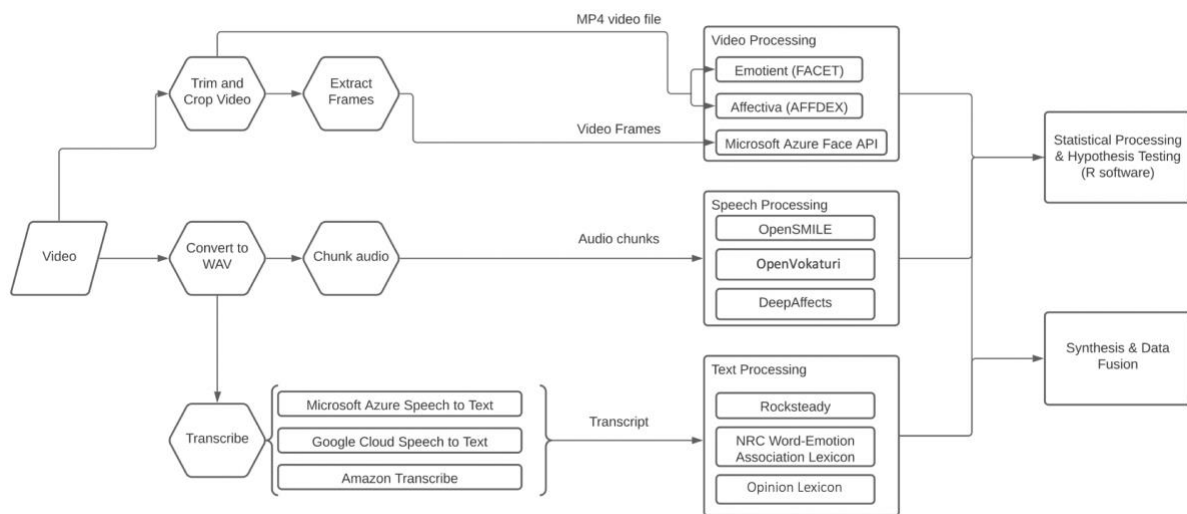 MP4 video file
Video Processing
Emotient (FACET)
Trim and
Crop Video
Extract
Frames
Affectiva (AFFDEX)
Video Frames
Microsoft Azure Face API
Statistical Processing
& Hypothesis Testing
(R software)
Speech Processing
OpenSMILE
Video
Convert to
WAV
Chunk audio
Audio chunks
OpenVokaturi
DeepAffects
Synthesis & Data
Fusion
Text Processing
Microsoft Azure Speech to Text
Rocksteady
Transcribe
Google Cloud Speech to Text
Transcript
NRC Word-Emotion
Association Lexicon
Amazon Transcribe
Opinion Lexicon